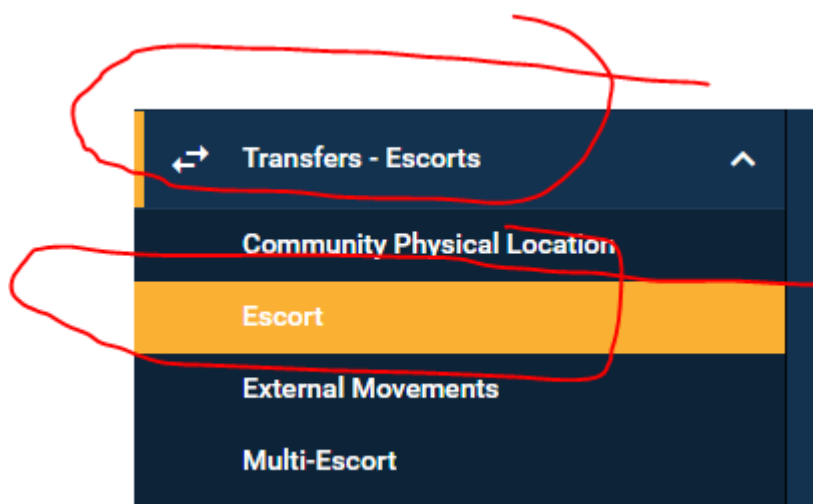 Transfers - Escorts
Community Physical Location
Escort
External Movements
Multi-Escort